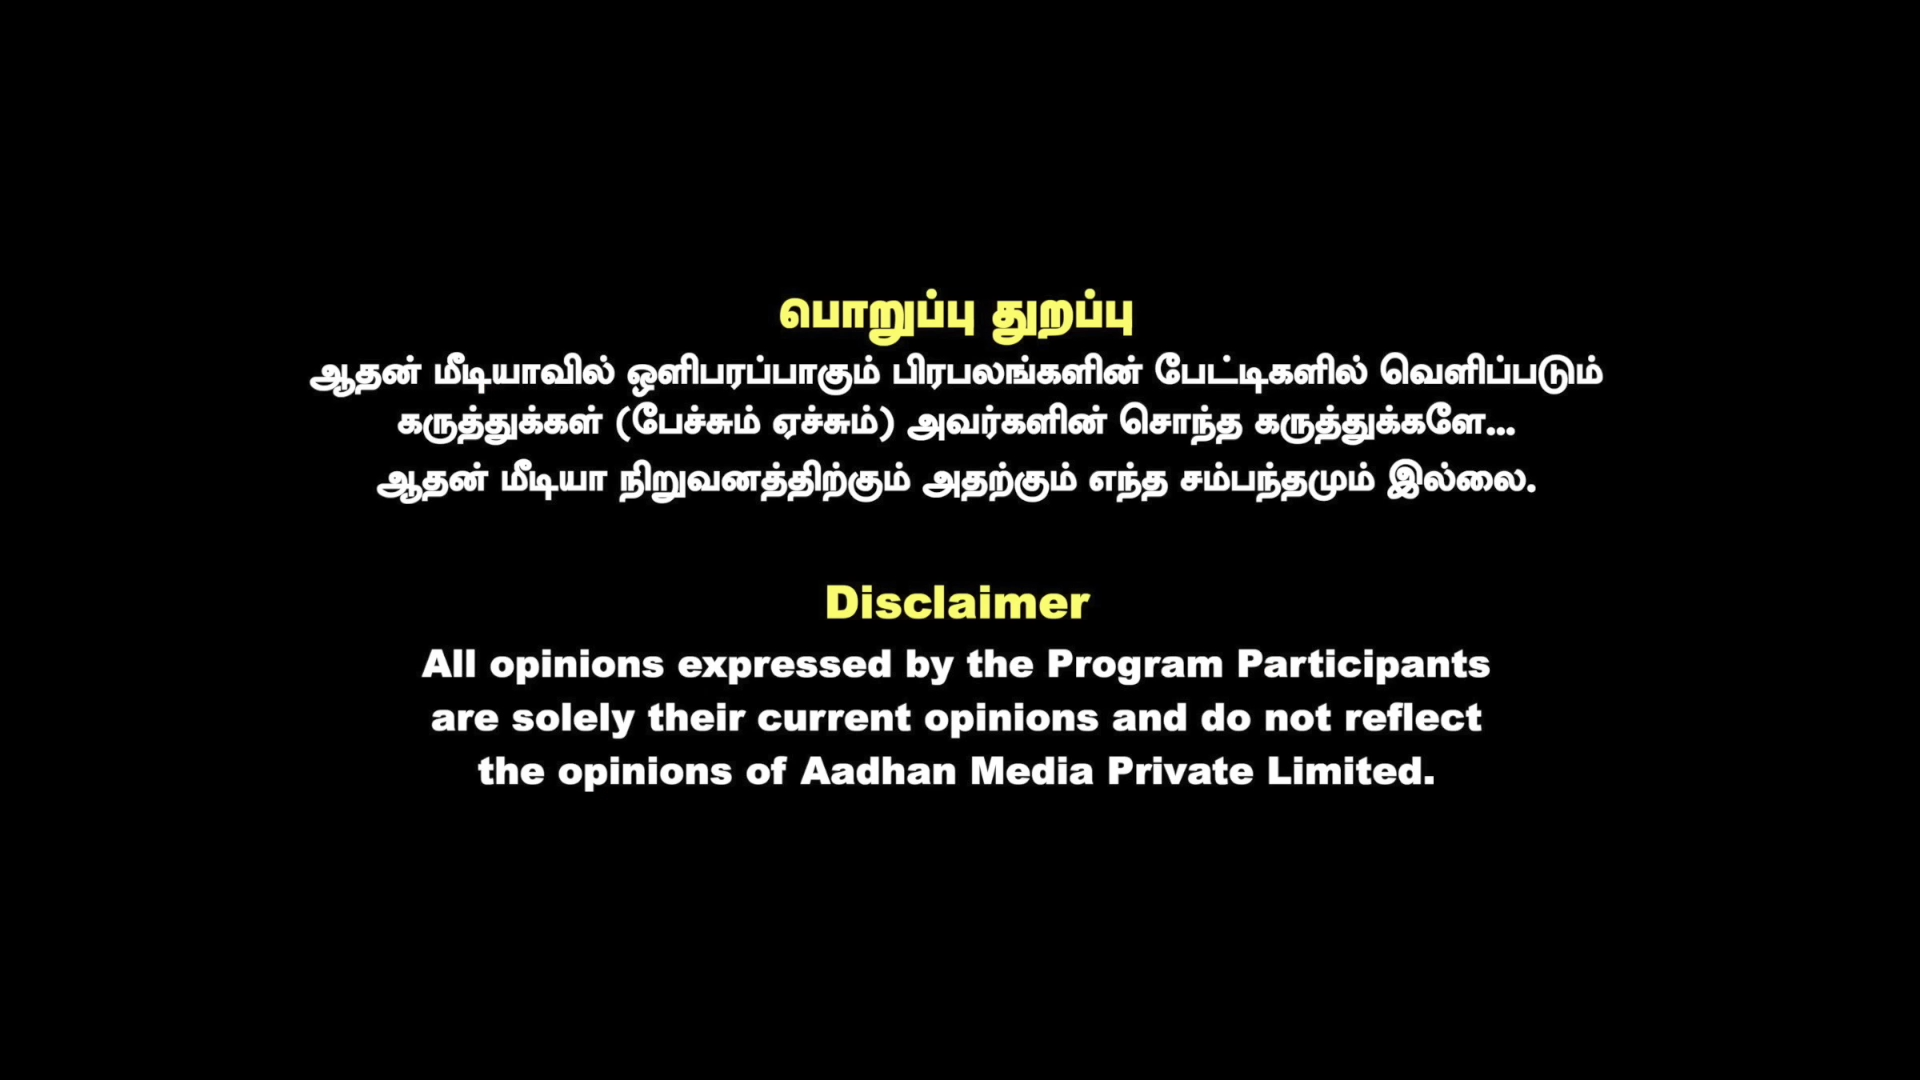 பொறுப்பு துறப்பு
ஆதன் மீடியாவில் ஒளிபரப்பாகும் பிரபலங்களின் பேட்டிகளில் வெளிப்படும்
கருத்துக்கள் (பேச்சும் ஏச்சும்) அவர்களின் சொந்த கருத்துக்களே...
ஆதன் மீடியா நிறுவனத்திற்கும் அதற்கும் எந்த சம்பந்தமும் இல்லை.
Disclaimer
All opinions expressed by the Program Participants
are solely their current opinions and do not reflect
the opinions of Aadhan Media Private Limited.